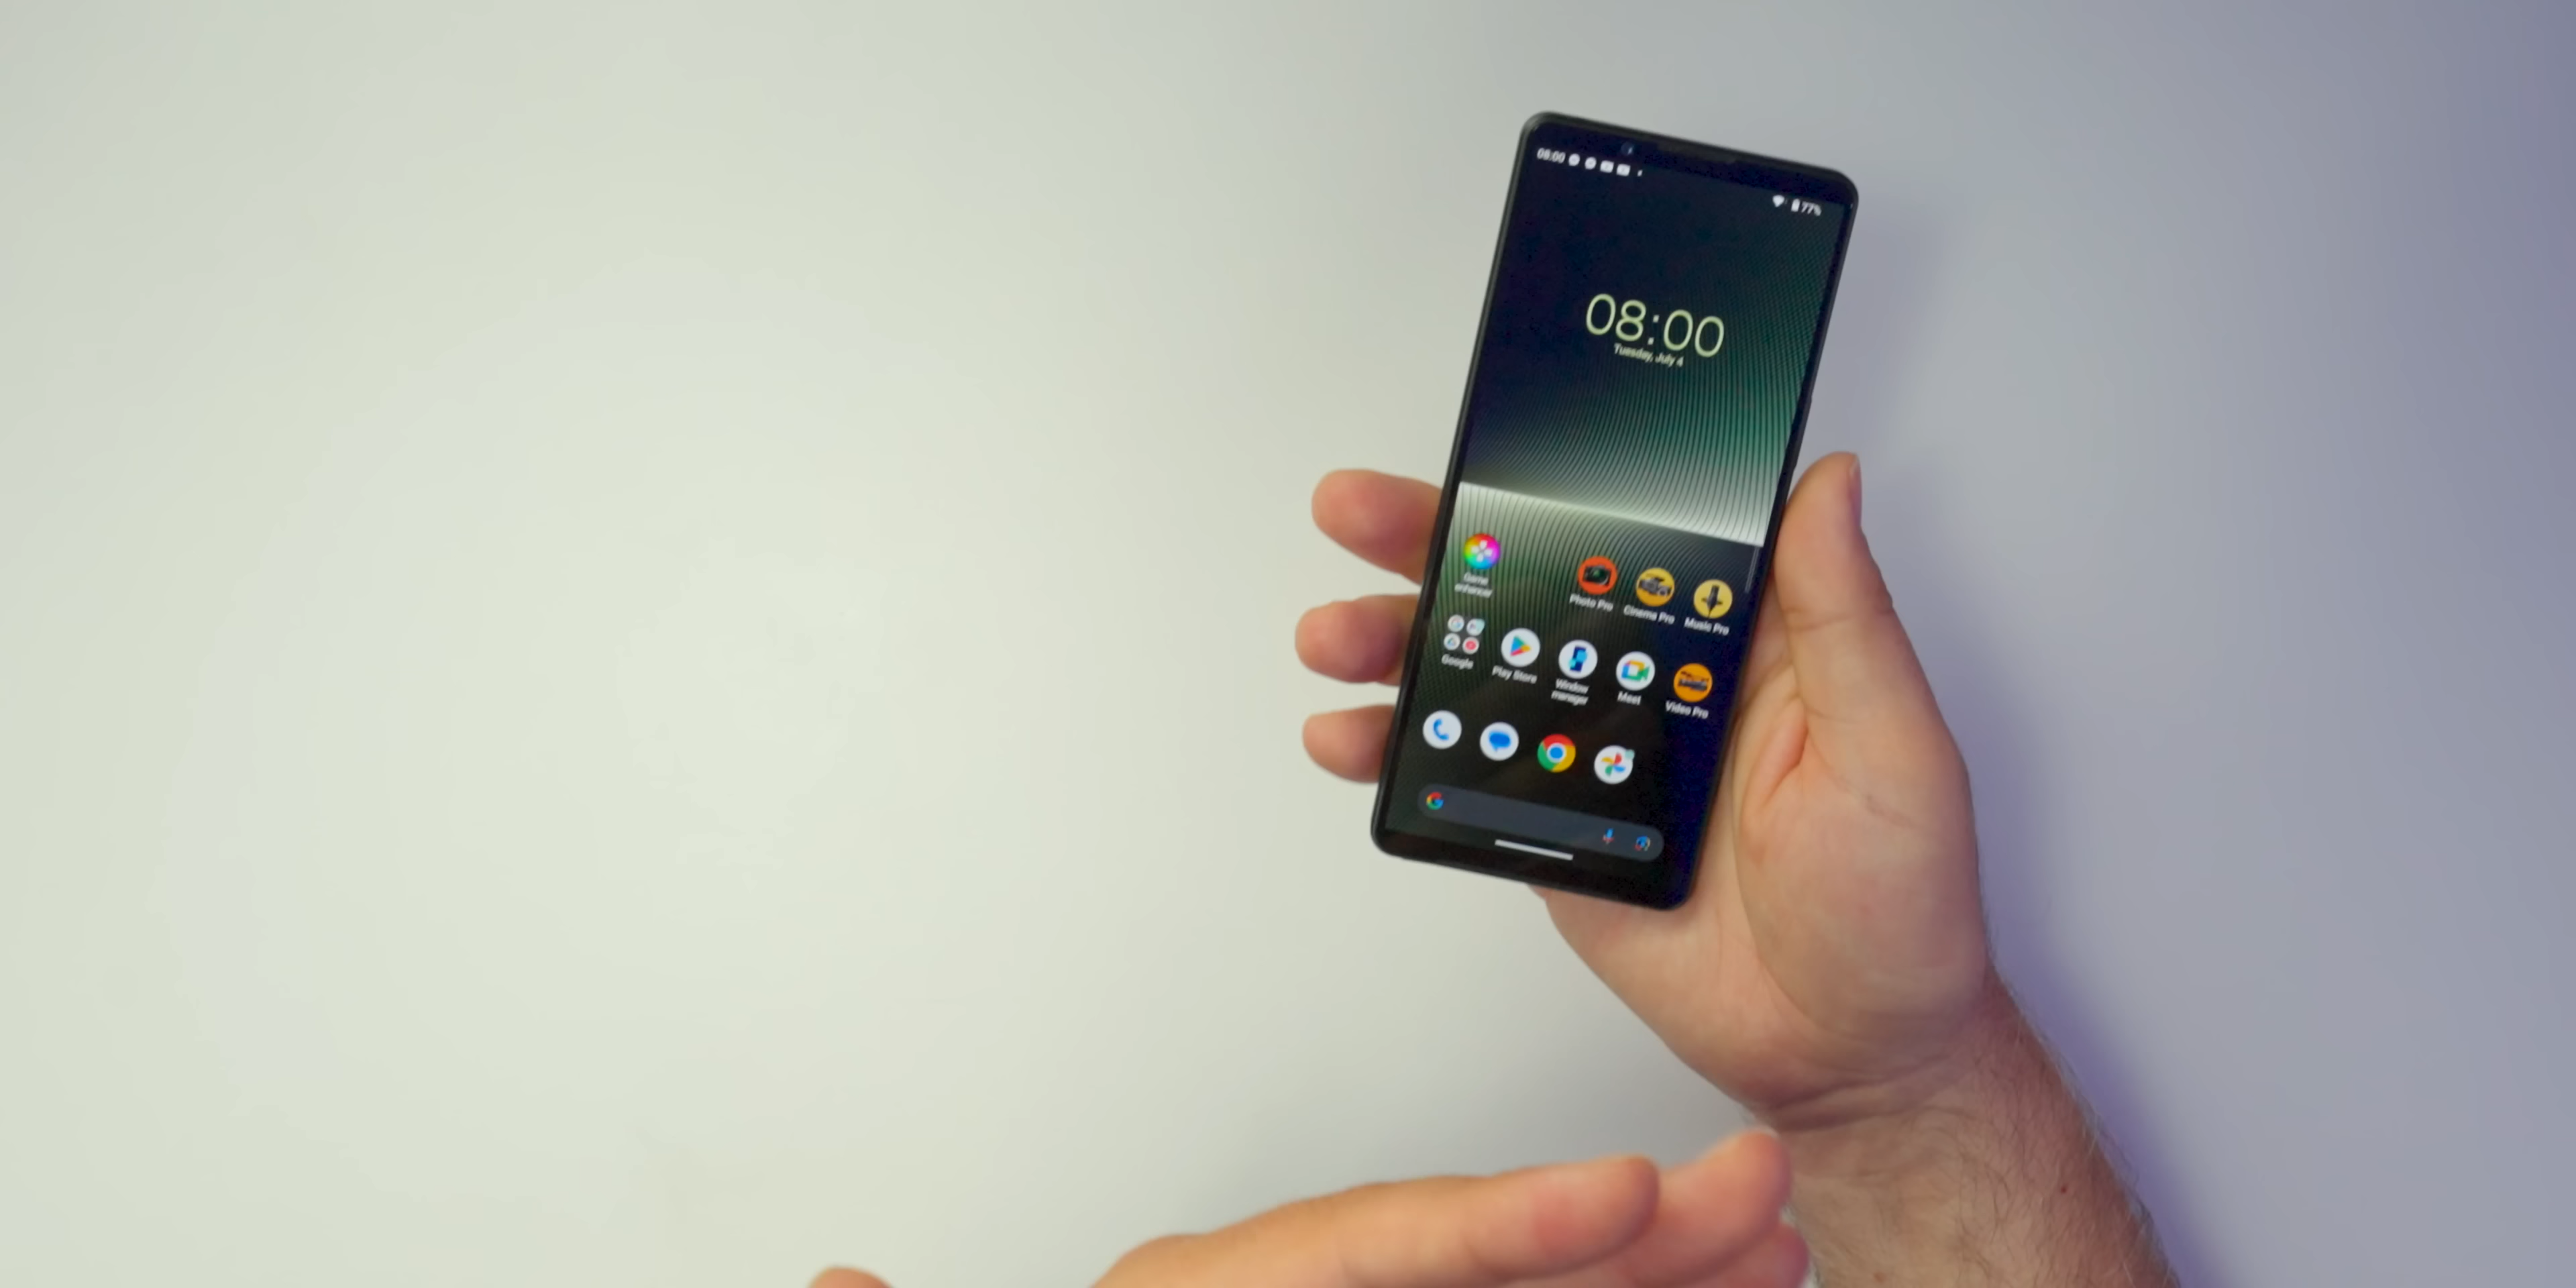 08:00
77%
08:00
Tuesday, July 4
Game
enhancer
Photo Pro
Cinema Pro
Music Pro
Google
Play Store
Window
manager
Meet
Video Pro